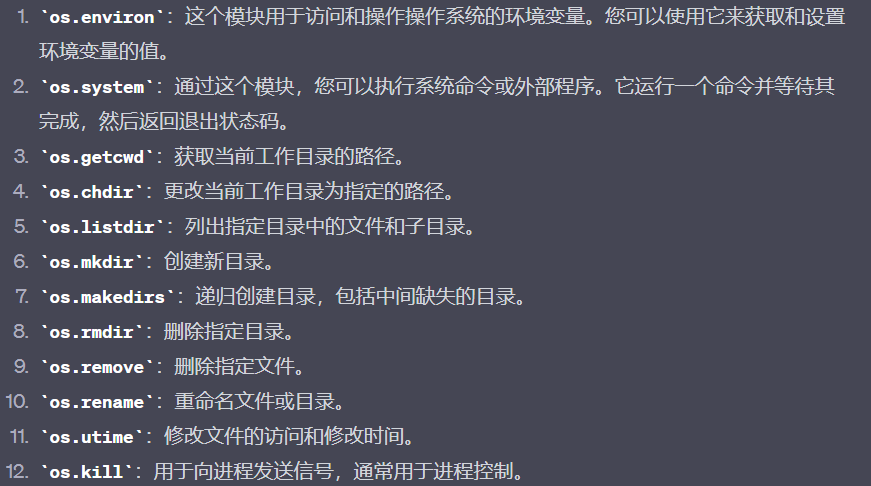 1. `os.environ`：这个模块用于访问和操作操作系统的环境变量。您可以使用它来获取和设置
环境变量的值。
2. `os.system`：通过这个模块，您可以执行系统命令或外部程序。它运行一个命令并等待其
完成，然后返回退出状态码。
3. `os.getcwd`：获取当前工作目录的路径。
4. `os.chdir`：更改当前工作目录为指定的路径。
5. `os.listdir`：列出指定目录中的文件和子目录。
6. `os.mkdir`：创建新目录。
7. `os.makedirs`：递归创建目录，包括中间缺失的目录。
8. `os.rmdir`：删除指定目录。
9. `os.remove`：删除指定文件。
10. `os.rename`：重命名文件或目录。
11. `os.utime`：修改文件的访问和修改时间。
12. `os.kill`：用于向进程发送信号，通常用于进程控制。